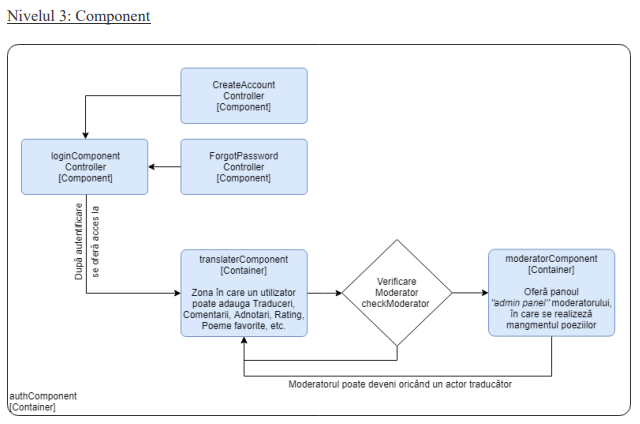 Nivelul 3: Component
CreateAccount
Controller
[Component]
loginComponent
Controller
[Component]
ForgotPassword
Controller
[Component]
După autentificare
se oferă acces la
translaterComponent
[Container]
Zona în care un utilizator
poate adauga Traduceri,
Comentarii, Adnotari, Rating,
Poeme favorite, etc.
Verificare
Moderator
checkModerator
moderatorComponent
[Container]
Oferă panoul
"admin panel" moderatorului,
în care se realizeză
mangmentul poeziilor
Moderatorul poate deveni oricând un actor traducător
authComponent
[Container]